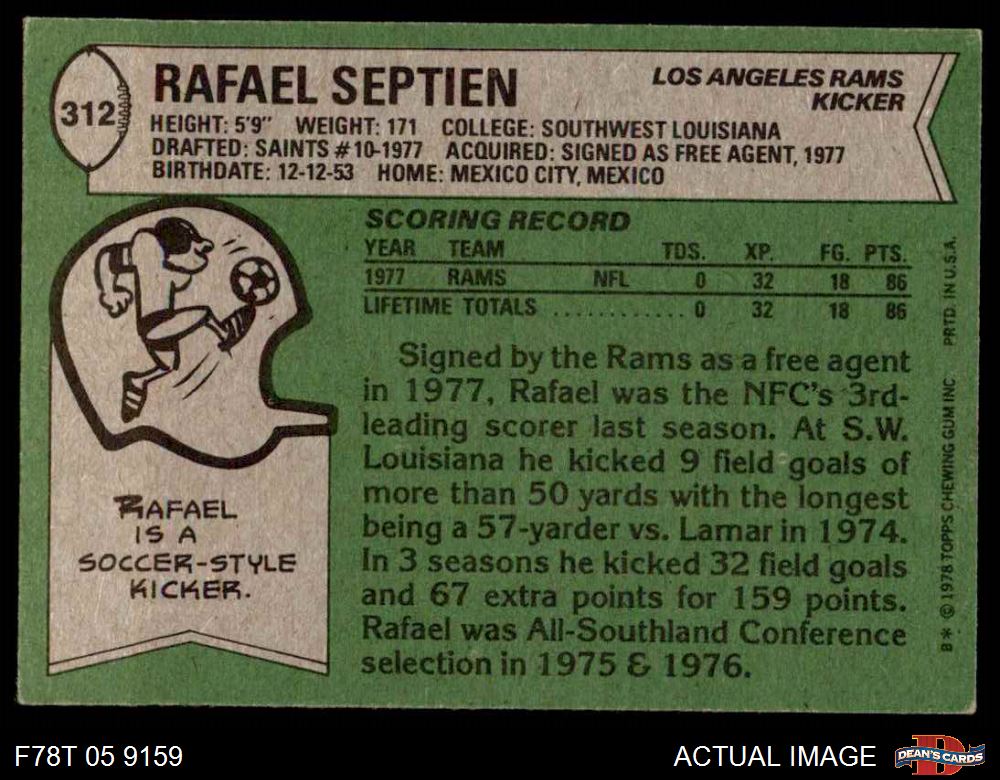 312
RAFAEL SEPTIEN
LOS ANGELES RAMS
KICKER
HEIGHT: 5'9" WEIGHT: 171 COLLEGE: SOUTHWEST LOUISIANA
DRAFTED: SAINTS #10-1977 ACQUIRED: SIGNED AS FREE AGENT, 1977
BIRTHDATE: 12-12-53 HOME: MEXICO CITY, MEXICO
SCORING RECORD
YEAR TEAM TDS. XP. FG. PTS.
1977 RAMS NFL 0 32 18 86
LIFETIME TOTALS ............ 0 32 18 86
Signed by the Rams as a free agent
in 1977, Rafael was the NFC's 3rd-
leading scorer last season. At S.W.
Louisiana he kicked 9 field goals of
more than 50 yards with the longest
being a 57-yarder vs. Lamar in 1974.
In 3 seasons he kicked 32 field goals
and 67 extra points for 159 points.
Rafael was All-Southland Conference
selection in 1975 & 1976.
RAFAEL
IS A
SOCCER-STYLE
KICKER.
B* © 1978 TOPPS CHEWING GUM INC PRTD. IN U.S.A.
F78T 05 9159
ACTUAL IMAGE
D
DEAN'S CARDS